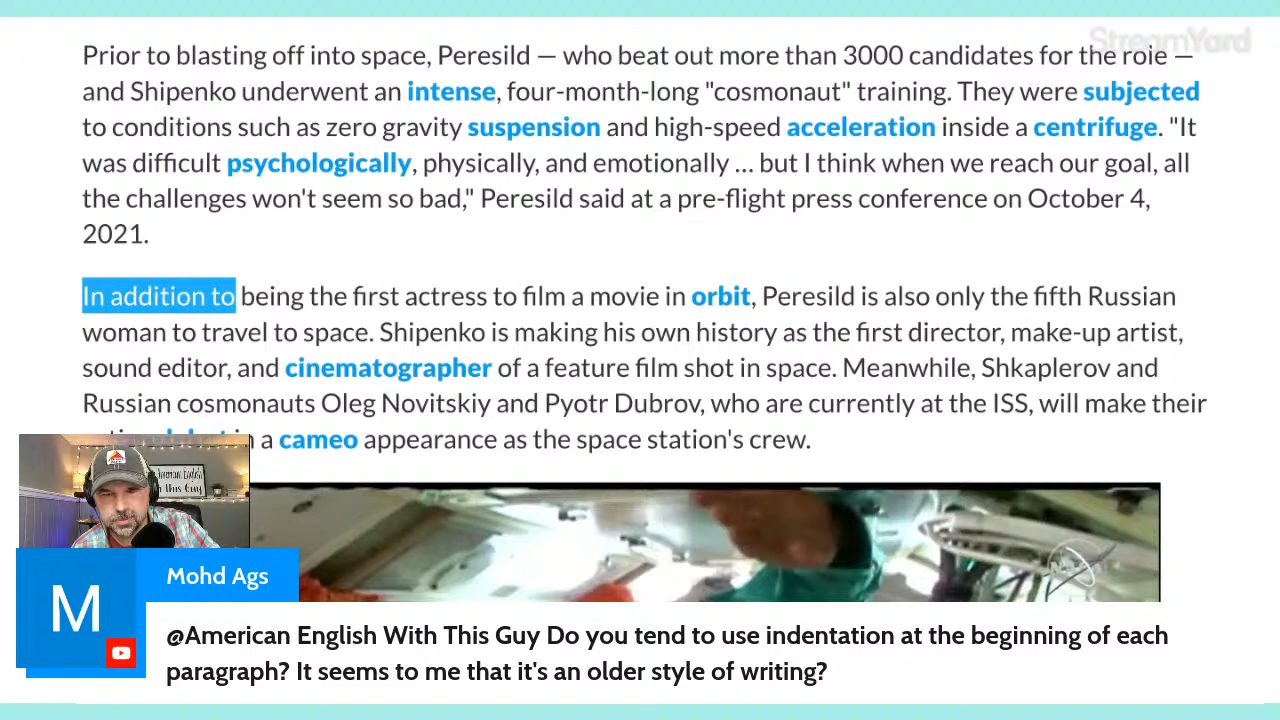 StreamYard
Prior to blasting off into space, Peresild — who beat out more than 3000 candidates for the role —
and Shipenko underwent an intense, four-month-long "cosmonaut" training. They were subjected
to conditions such as zero gravity suspension and high-speed acceleration inside a centrifuge. "It
was difficult psychologically, physically, and emotionally ... but I think when we reach our goal, all
the challenges won't seem so bad," Peresild said at a pre-flight press conference on October 4,
2021.
In addition to being the first actress to film a movie in orbit, Peresild is also only the fifth Russian
woman to travel to space. Shipenko is making his own history as the first director, make-up artist,
sound editor, and cinematographer of a feature film shot in space. Meanwhile, Shkaplerov and
Russian cosmonauts Oleg Novitskiy and Pyotr Dubrov, who are currently at the ISS, will make their
a cameo appearance as the space station's crew.
American English
This Guy
M
Mohd Ags
@American English With This Guy Do you tend to use indentation at the beginning of each
paragraph? It seems to me that it's an older style of writing?